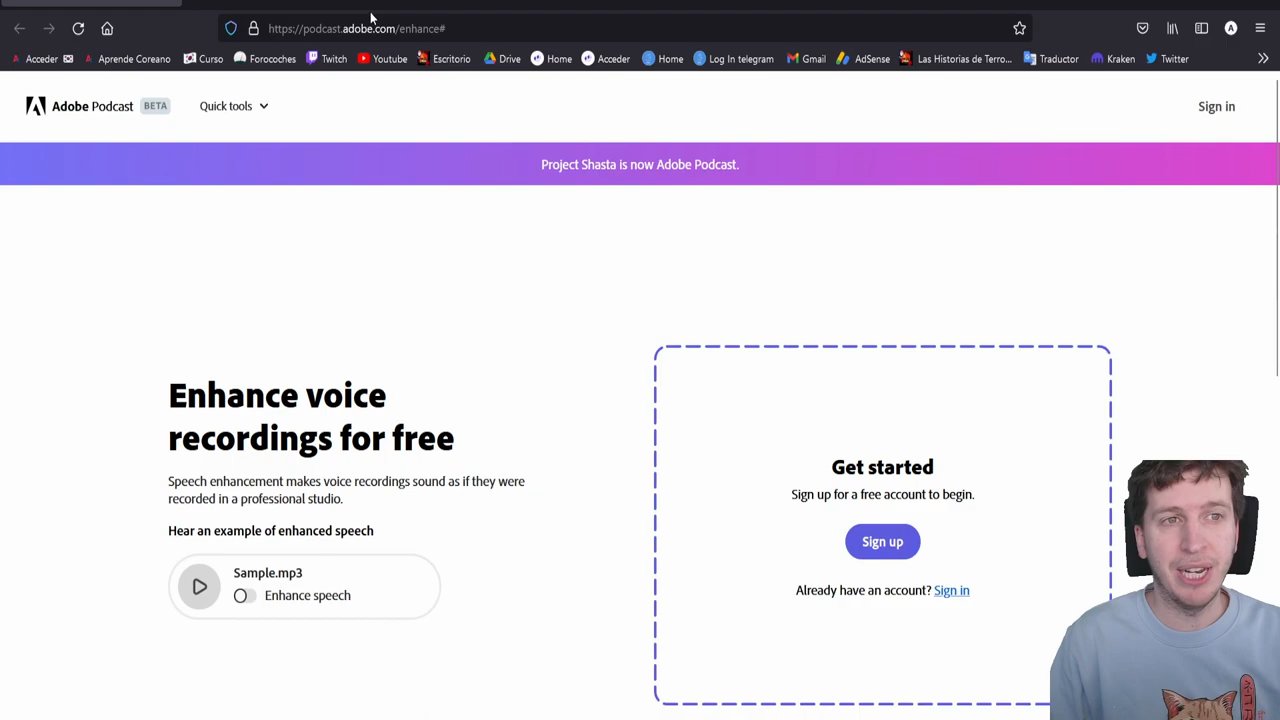 https://podcast.adobe.com/enhance#
Acceder Aprende Coreano Curso Forocoches Twitch Youtube Escritorio Drive Home Acceder Home Log In telegram Gmail AdSense Las Historias de Terro... Traductor Kraken Twitter
Adobe Podcast BETA Quick tools Sign in
Project Shasta is now Adobe Podcast.
Enhance voice
recordings for free
Speech enhancement makes voice recordings sound as if they were
recorded in a professional studio.
Hear an example of enhanced speech
Sample.mp3
Enhance speech
Get started
Sign up for a free account to begin.
Sign up
Already have an account? Sign in